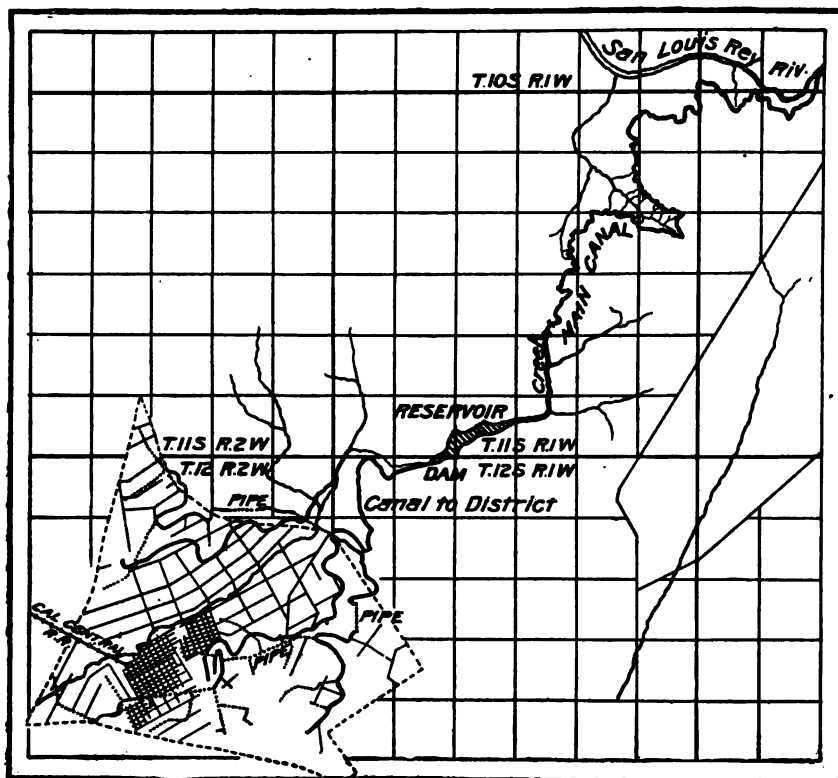 San Louis Rey Riv.
T.10S R.1W
MAIN CANAL
Creek
RESERVOIR
T.11S R.2W
T.11S R.1W
T.12 R.2W
DAM
T.12S R.1W
PIPE
Canal to District
PIPE
CAL CENTRAL
R.R.
PIPE